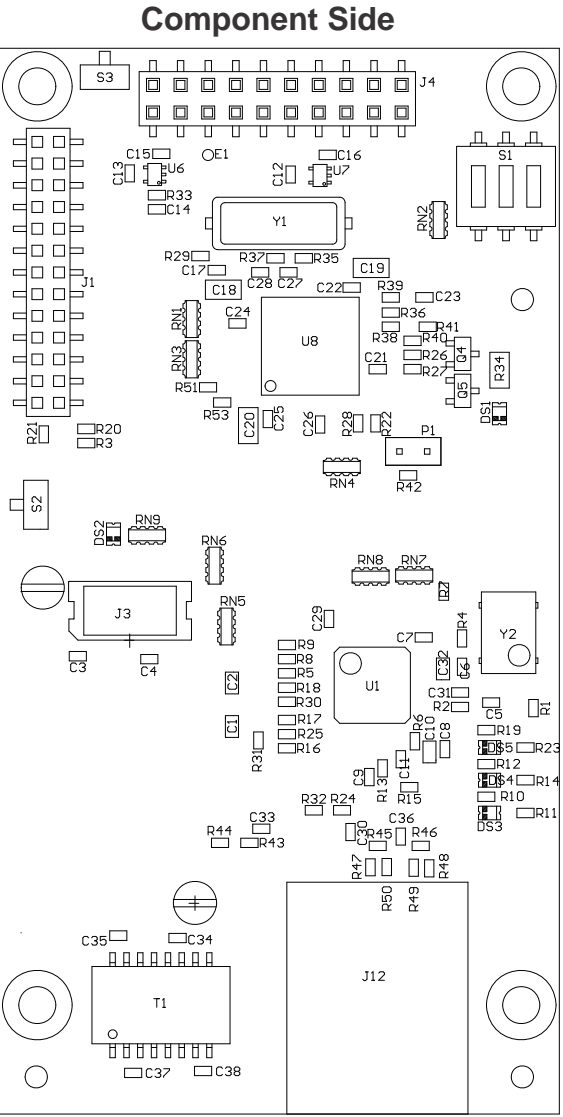 Component Side
S3
J4
C15
E1
C16
S1
C13
U6
C12
U7
R33
C14
RN2
Y1
J1
R29
R37
R35
C17
C28
C27
C19
C18
C22
R39
C23
RN1
C24
R36
U8
R38
R41
R40
RN3
R26
Q4
R34
C21
R27
R51
Q5
R53
DS1
C20
C25
C26
R28
R22
P1
R21
R20
R3
RN4
R42
S2
DS2
RN9
RN6
RN8
RN7
R7
J3
RN5
C29
R4
Y2
C7
R9
C3
C4
R8
C32
C6
R5
C2
U1
R18
C31
R30
R2
C5
R1
C1
R17
R19
R31
R25
R6
C10
C8
R16
DS5
R23
C11
R12
C9
R13
DS4
R14
R15
R10
R32
R24
DS3
R11
C33
C30
C36
R44
R43
R45
R46
R47
R50
R49
R48
C35
C34
J12
T1
C37
C38